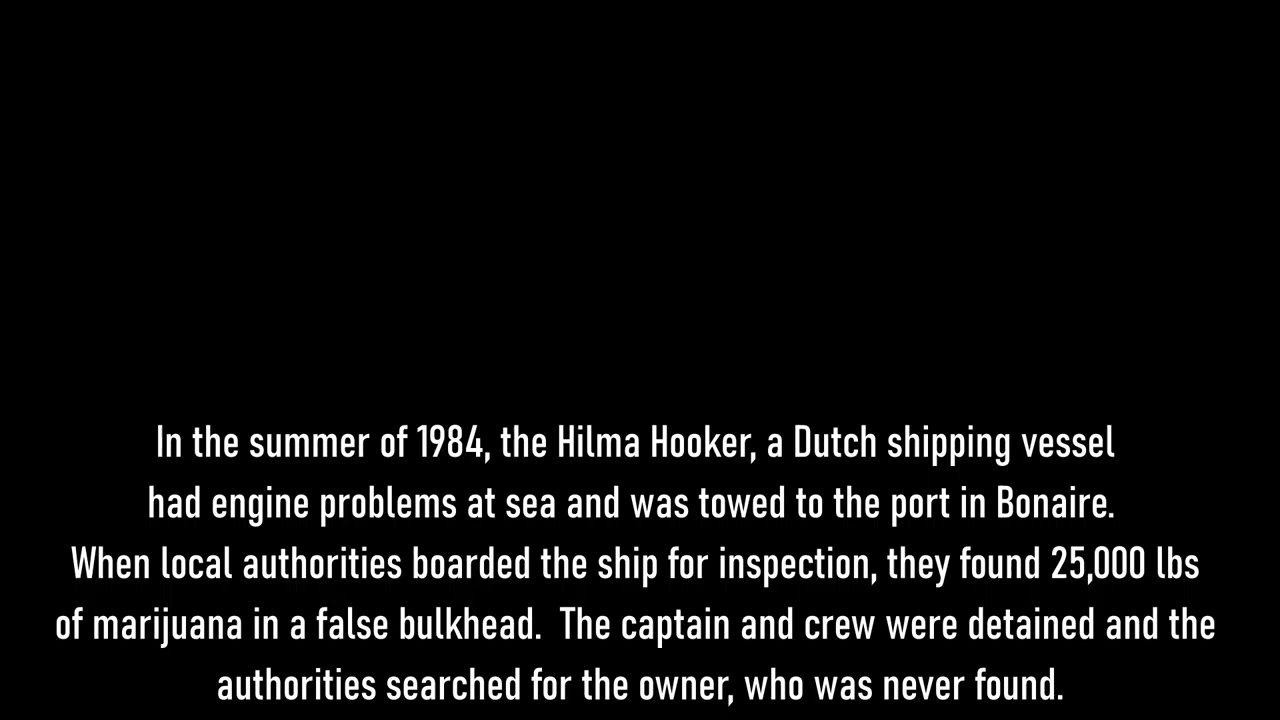 In the summer of 1984, the Hilma Hooker, a Dutch shipping vessel
had engine problems at sea and was towed to the port in Bonaire.
When local authorities boarded the ship for inspection, they found 25,000 lbs
of marijuana in a false bulkhead.  The captain and crew were detained and the
authorities searched for the owner, who was never found.